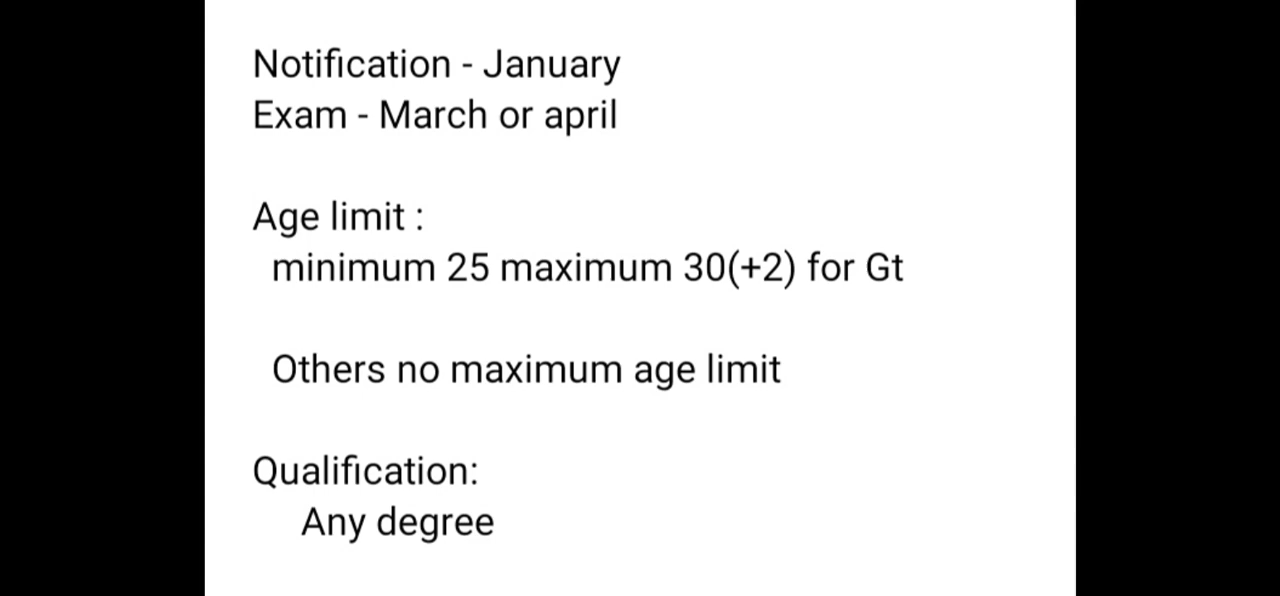 Notification - January
Exam - March or april
Age limit :
minimum 25 maximum 30(+2) for Gt
Others no maximum age limit
Qualification:
Any degree